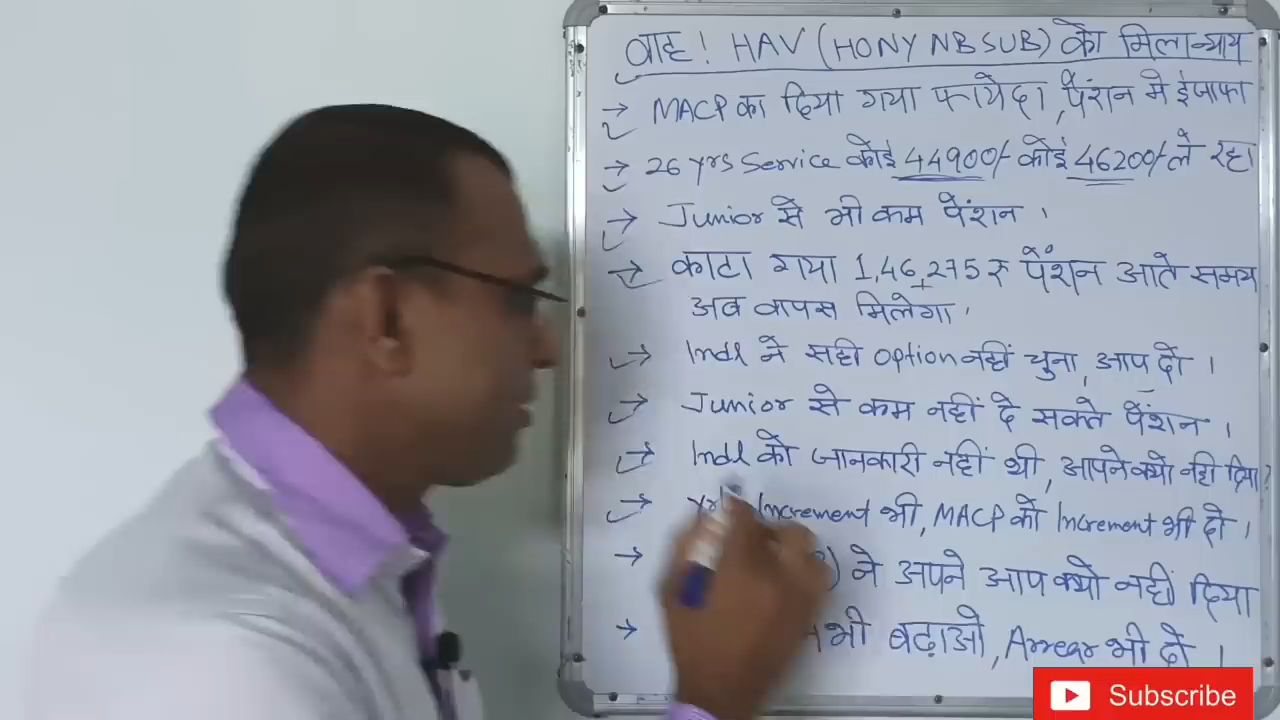 वाह! HAV (HONY NB SUB) को मिला न्याय
→ MACP का दिया गया फायेदा, पेंशन मे ईजाफा
→ 26 yrs Service कोई 44900/- कोई 46200/- ले रहा
→ Junior से भी कम पेंशन ।
→ काटा गया 1,46,275 रु पेंशन आते समय
अब वापस मिलेगा ।
→ Indl ने सही option नहीं चुना, आप दो ।
→ Junior से कम नहीं दे सकते पेंशन ।
→ Indl को जानकारी नहीं थी, आपने क्यो नही दिया?
→ Increment भी, MACP को Increment भी दो ।
→ ) ने अपने आप क्यो नहीं दिया
→ भी बढ़ाओ, Arrear भी दो ।
Subscribe